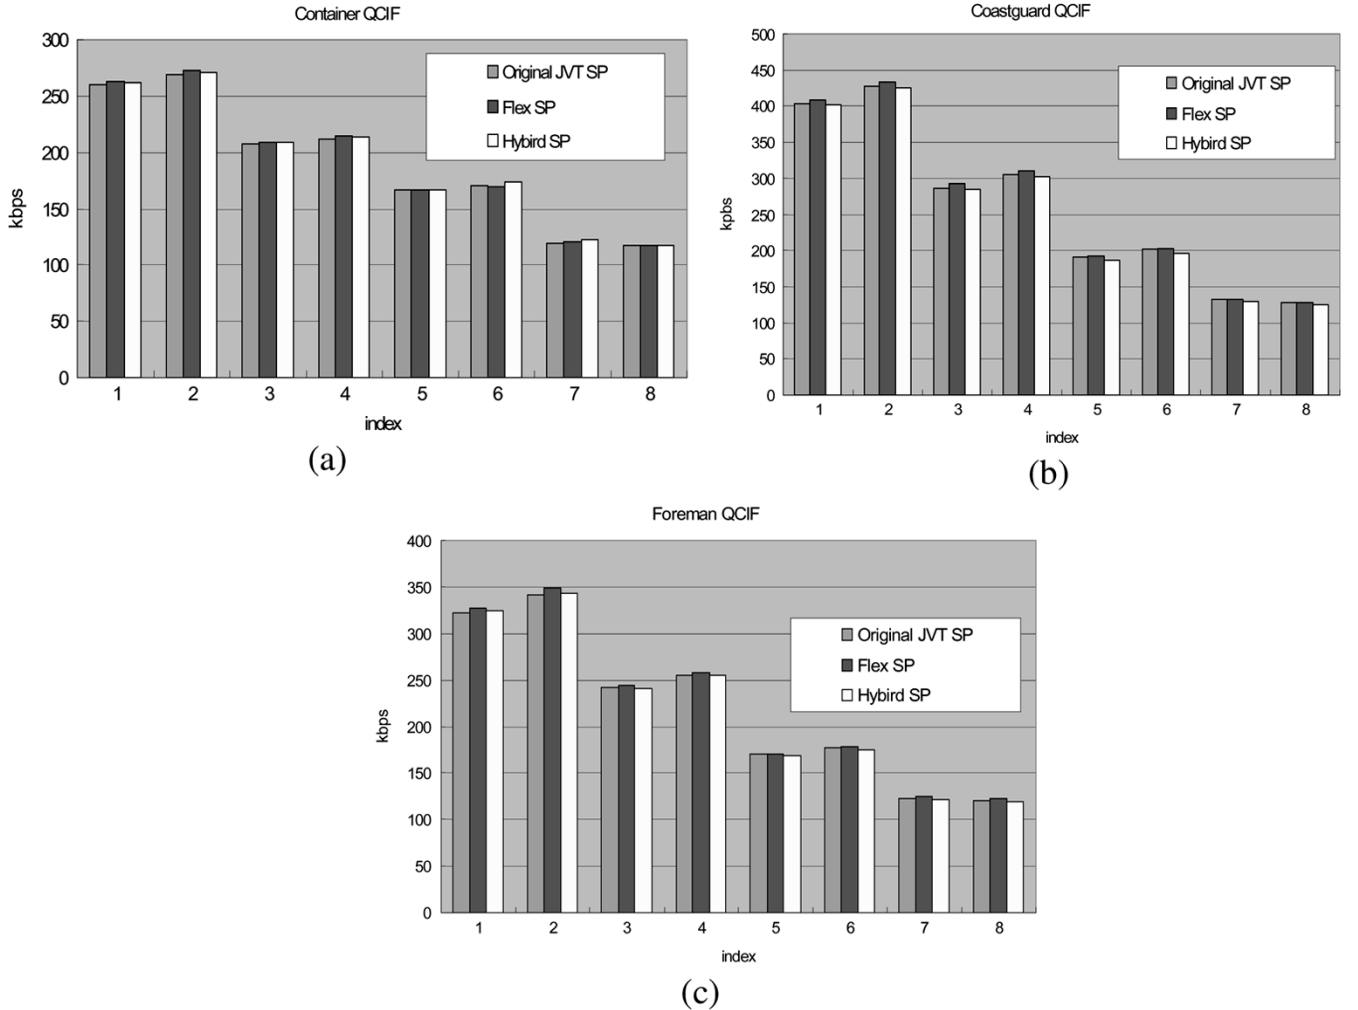 Container QCIF
300
250
200
150
100
50
0
kbps
Original JVT SP
Flex SP
Hybird SP
1 2 3 4 5 6 7 8
index
(a)
Coastguard QCIF
500
450
400
350
300
250
200
150
100
50
0
kpbs
Original JVT SP
Flex SP
Hybird SP
1 2 3 4 5 6 7 8
index
(b)
Foreman QCIF
400
350
300
250
200
150
100
50
0
kbps
Original JVT SP
Flex SP
Hybird SP
1 2 3 4 5 6 7 8
index
(c)